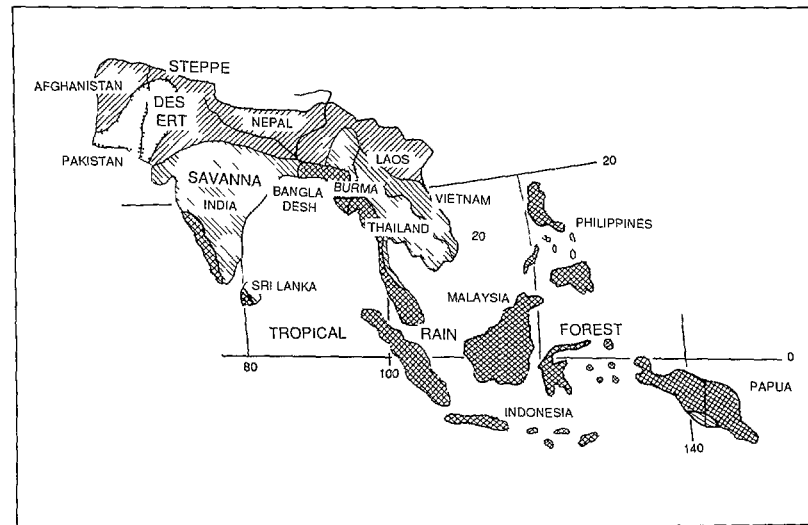 STEPPE
AFGHANISTAN
DES
ERT
NEPAL
PAKISTAN
LAOS
20
SAVANNA
BANGLA
DESH
BURMA
VIETNAM
INDIA
THAILAND
20
PHILIPPINES
SRI LANKA
MALAYSIA
TROPICAL RAIN FOREST
0
80
100
PAPUA
INDONESIA
140